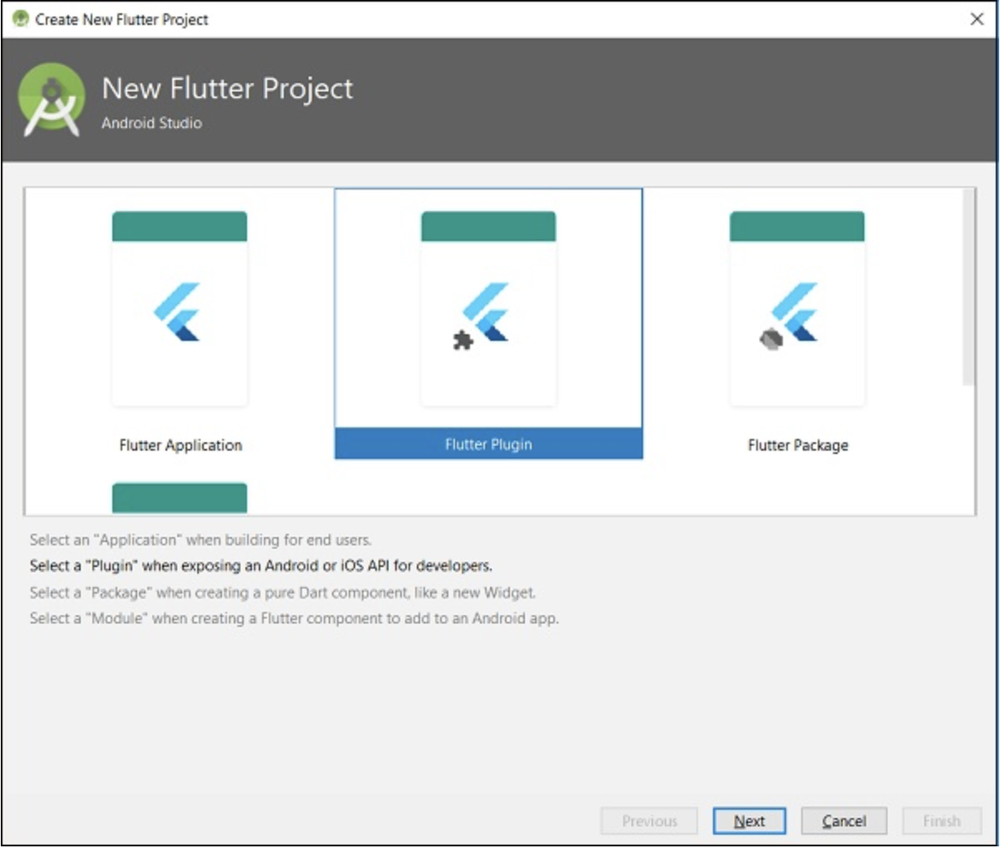 Create New Flutter Project
New Flutter Project
Android Studio
Flutter Application
Flutter Plugin
Flutter Package
Select an "Application" when building for end users.
Select a "Plugin" when exposing an Android or iOS API for developers.
Select a "Package" when creating a pure Dart component, like a new Widget.
Select a "Module" when creating a Flutter component to add to an Android app.
Previous
Next
Cancel
Finish